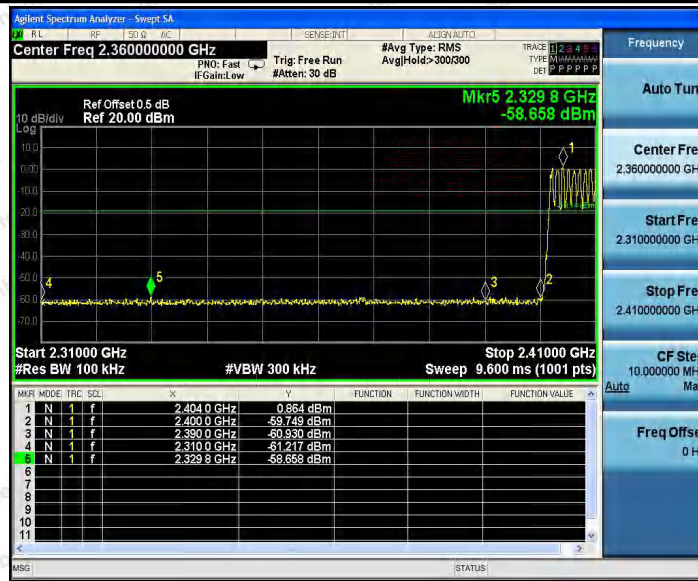 Agilent Spectrum Analyzer - Swept SA
RL RF 50 Ω AC SENSE:INT ALIGN AUTO
Center Freq 2.360000000 GHz
PNO: Fast
IFGain:Low
Trig: Free Run
#Atten: 30 dB
#Avg Type: RMS
Avg|Hold:>300/300
TRACE 1 2 3 4 5 6
TYPE M
DET P P P P P P
Frequency
Auto Tun
Center Fre
2.360000000 GH
Start Fre
2.310000000 GH
Stop Fre
2.410000000 GH
CF Ste
10.000000 MH
Auto Ma
Freq Offse
0 H
Mkr5 2.329 8 GHz
-58.658 dBm
Ref Offset 0.5 dB
10 dB/div Ref 20.00 dBm
Log
10.0
0.00
-10.0
-20.0
-30.0
-40.0
-50.0
-60.0
-70.0
1
2
3
4
5
Start 2.31000 GHz Stop 2.41000 GHz
#Res BW 100 kHz #VBW 300 kHz Sweep 9.600 ms (1001 pts)
MKR MODE TRC SCL X Y FUNCTION FUNCTION WIDTH FUNCTION VALUE
1 N 1 f 2.404 0 GHz 0.864 dBm
2 N 1 f 2.400 0 GHz -59.749 dBm
3 N 1 f 2.390 0 GHz -60.930 dBm
4 N 1 f 2.310 0 GHz -61.217 dBm
5 N 1 f 2.329 8 GHz -58.658 dBm
6
7
8
9
10
11
MSG STATUS